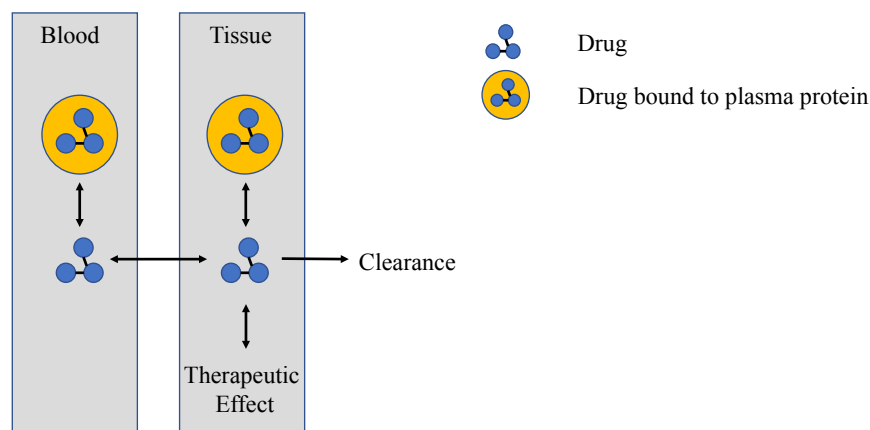 Blood
Tissue
Drug
Drug bound to plasma protein
Clearance
Therapeutic
Effect